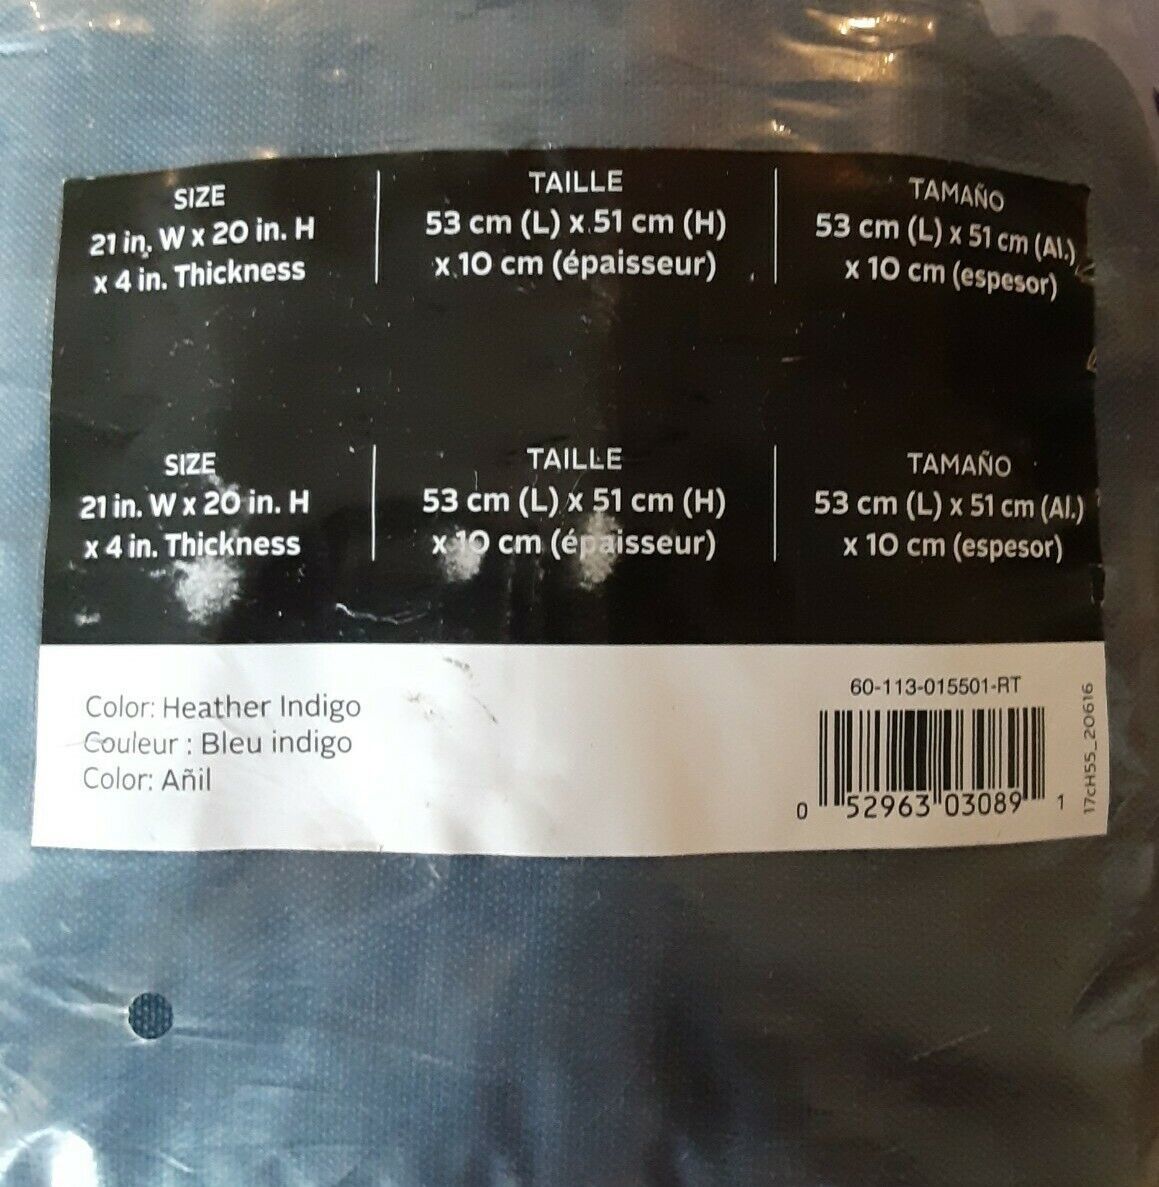 SIZE
21 in. W x 20 in. H
x 4 in. Thickness
TAILLE
53 cm (L) x 51 cm (H)
x 10 cm (épaisseur)
TAMAÑO
53 cm (L) x 51 cm (Al.)
x 10 cm (espesor)
SIZE
21 in. W x 20 in. H
x 4 in. Thickness
TAILLE
53 cm (L) x 51 cm (H)
x 10 cm (épaisseur)
TAMAÑO
53 cm (L) x 51 cm (Al.)
x 10 cm (espesor)
Color: Heather Indigo
Couleur : Bleu indigo
Color: Añil
60-113-015501-RT
0 52963 03089 1
17cH55_20616